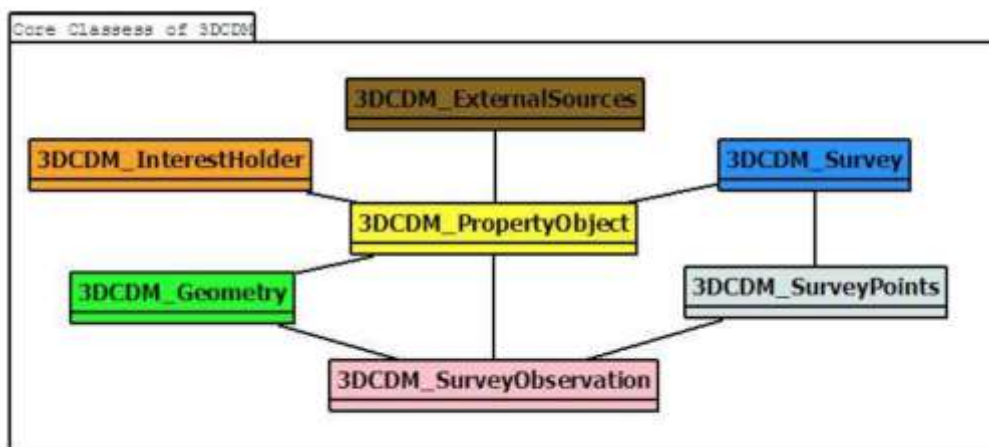 Core Classess of 3DCDM
3DCDM_ExternalSources
3DCDM_InterestHolder
3DCDM_Survey
3DCDM_PropertyObject
3DCDM_Geometry
3DCDM_SurveyPoints
3DCDM_SurveyObservation